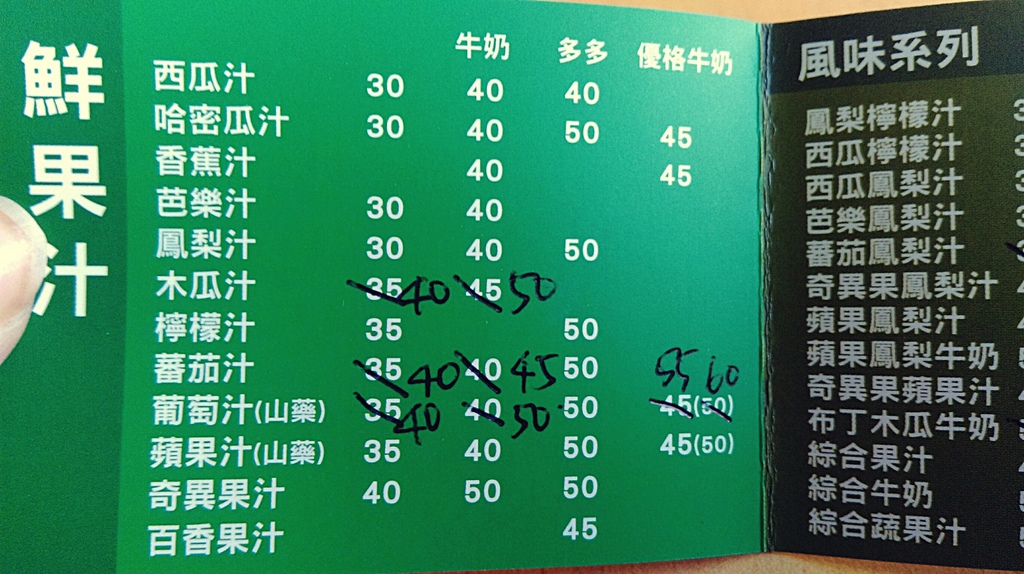 鮮果汁
牛奶 多多 優格牛奶
西瓜汁 30 40 40
哈密瓜汁 30 40 50 45
香蕉汁 40 45
芭樂汁 30 40
鳳梨汁 30 40 50
木瓜汁 35 40 45 50
檸檬汁 35 50
蕃茄汁 35 40 40 45 50
葡萄汁(山藥) 35 40 40 50 50 45(50) 55 60
蘋果汁(山藥) 35 40 50 45(50)
奇異果汁 40 50 50
百香果汁 45
風味系列
鳳梨檸檬汁
西瓜檸檬汁
西瓜鳳梨汁
芭樂鳳梨汁
蕃茄鳳梨汁
奇異果鳳梨汁
蘋果鳳梨汁
蘋果鳳梨牛奶
奇異果蘋果汁
布丁木瓜牛奶
綜合果汁
綜合牛奶
綜合蔬果汁